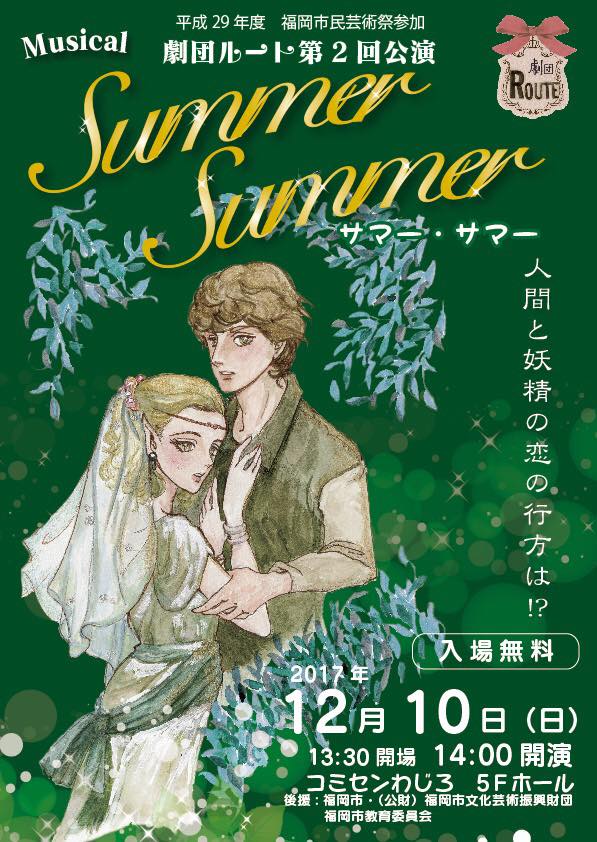 平成29年度 福岡市民芸術祭参加
Musical
劇団ルート第2回公演
劇団
ROUTE
Summer
Summer
サマー・サマー
人間と妖精の恋の行方は!?
入場無料
2017年
12月10日(日)
13:30開場 14:00開演
コミセンわじろ 5Fホール
後援:福岡市・(公財)福岡市文化芸術振興財団
福岡市教育委員会